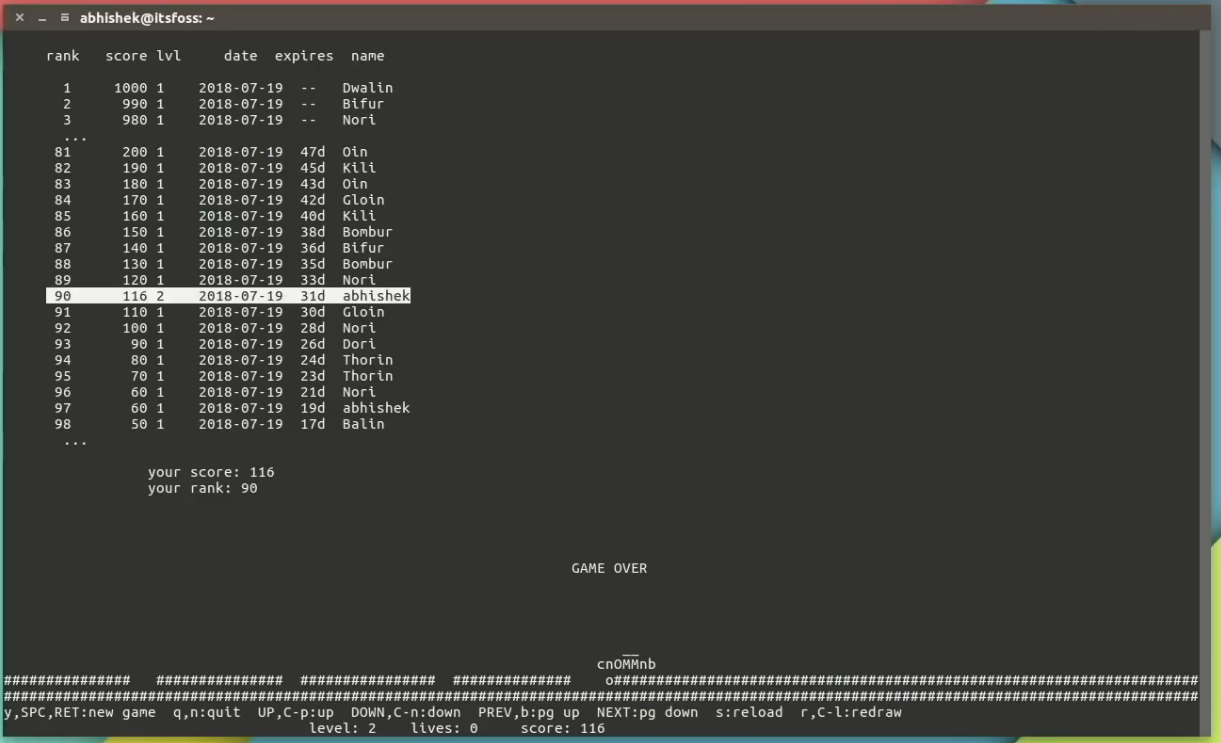 abhishek@itsfoss: ~
rank score lvl date expires name
1 1000 1 2018-07-19 -- Dwalin
2 990 1 2018-07-19 -- Bifur
3 980 1 2018-07-19 -- Nori
...
81 200 1 2018-07-19 47d Oin
82 190 1 2018-07-19 45d Kili
83 180 1 2018-07-19 43d Oin
84 170 1 2018-07-19 42d Gloin
85 160 1 2018-07-19 40d Kili
86 150 1 2018-07-19 38d Bombur
87 140 1 2018-07-19 36d Bifur
88 130 1 2018-07-19 35d Bombur
89 120 1 2018-07-19 33d Nori
90 116 2 2018-07-19 31d abhishek
91 110 1 2018-07-19 30d Gloin
92 100 1 2018-07-19 28d Nori
93 90 1 2018-07-19 26d Dori
94 80 1 2018-07-19 24d Thorin
95 70 1 2018-07-19 23d Thorin
96 60 1 2018-07-19 21d Nori
97 60 1 2018-07-19 19d abhishek
98 50 1 2018-07-19 17d Balin
...
your score: 116
your rank: 90
GAME OVER
cnOMMnb
############### ############### ################ ############## o#####################################################################
##############################################################################################################################################
y,SPC,RET:new game q,n:quit UP,C-p:up DOWN,C-n:down PREV,b:pg up NEXT:pg down s:reload r,C-l:redraw
level: 2 lives: 0 score: 116